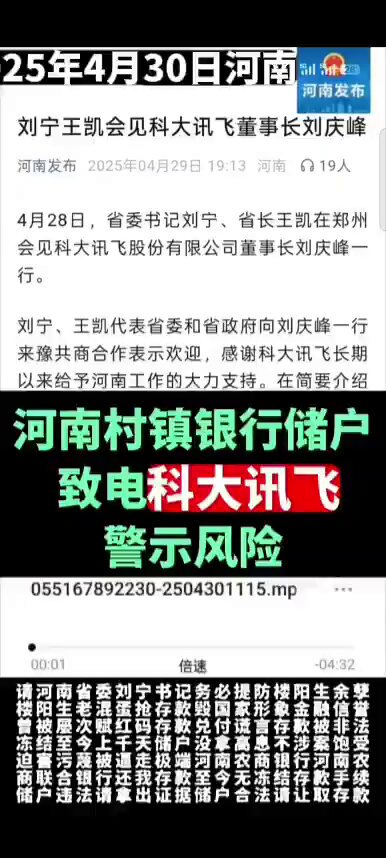 2025年4月30日河南
河南发布
刘宁王凯会见科大讯飞董事长刘庆峰
河南发布 2025年04月29日 19:13 河南 19人
4月28日，省委书记刘宁、省长王凯在郑州
会见科大讯飞股份有限公司董事长刘庆峰一
行。
刘宁、王凯代表省委和省政府向刘庆峰一行
来豫共商合作表示欢迎，感谢科大讯飞长期
以来给予河南工作的大力支持。在简要介绍
河南村镇银行储户
致电科大讯飞
警示风险
055167892230-2504301115.mp ···
00:01 倍速 -04:32
请河南省委刘宁书记务必提防楼阳生余孽
楼阳生老混蛋抢存款毁国家形象金融信誉
曾被屡次赋红码存款兑付谎言存款被非法
冻结至今上千天储户没拿高息不涉案饱受
迫害污蔑被逼走极端河南农商银行河南农
商联合银行还我存款至今无冻结存款手续
储户违法请拿出证据储户合法请让取存款